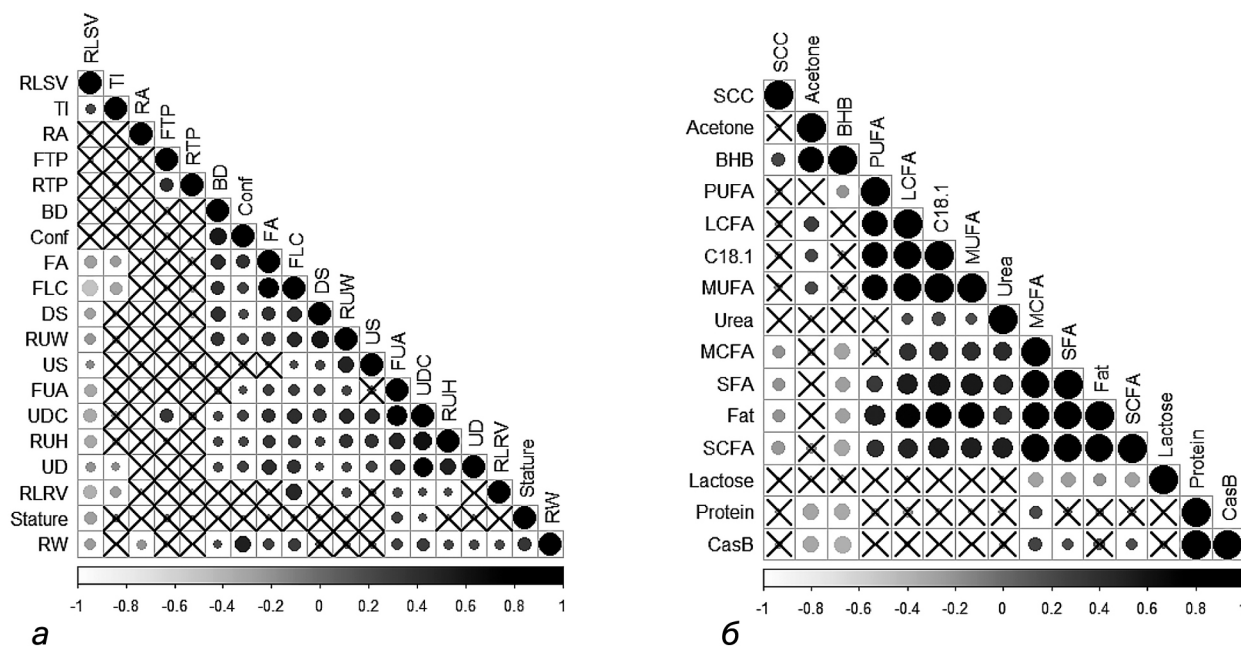 RLSV
TI
RA
FTP
RTP
BD
Conf
FA
FLC
DS
RUW
US
FUA
UDC
RUH
UD
RLRV
Stature
RW
RLSV
TI
RA
FTP
RTP
BD
Conf
FA
FLC
DS
RUW
US
FUA
UDC
RUH
UD
RLRV
Stature
RW
-1 -0.8 -0.6 -0.4 -0.2 0 0.2 0.4 0.6 0.8 1
а
SCC
Acetone
BHB
PUFA
LCFA
C18.1
MUFA
Urea
MCFA
SFA
Fat
SCFA
Lactose
Protein
CasB
SCC
Acetone
BHB
PUFA
LCFA
C18.1
MUFA
Urea
MCFA
SFA
Fat
SCFA
Lactose
Protein
CasB
-1 -0.8 -0.6 -0.4 -0.2 0 0.2 0.4 0.6 0.8 1
б